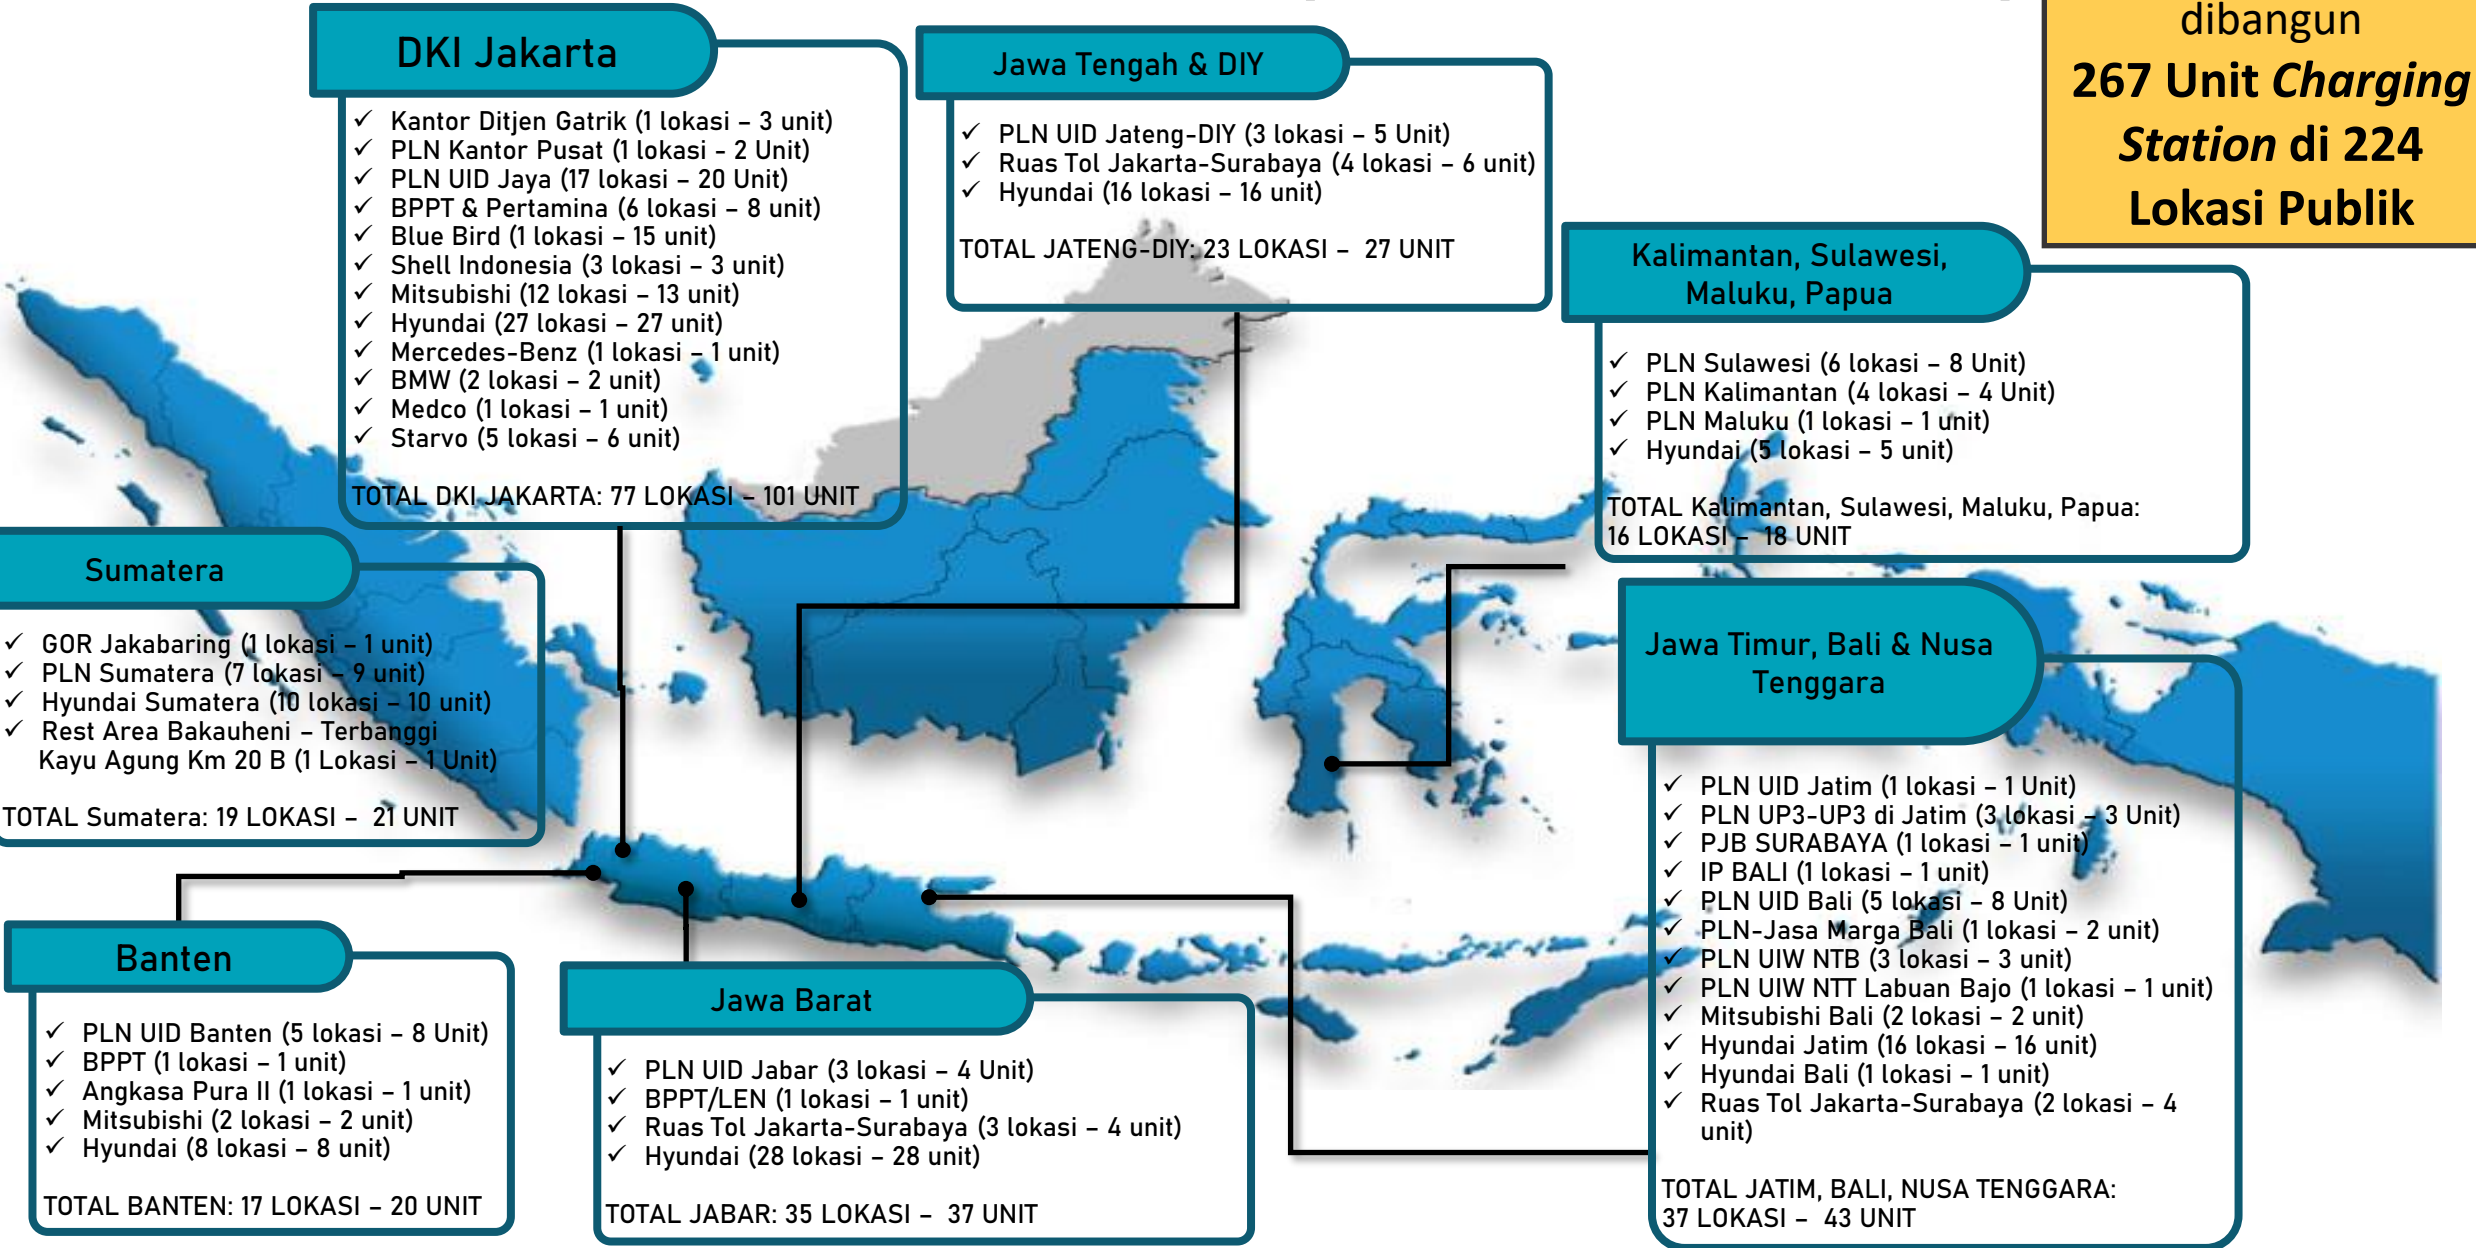 dibangun
267 Unit Charging
Station di 224
Lokasi Publik
DKI Jakarta
✓ Kantor Ditjen Gatrik (1 lokasi – 3 unit)
✓ PLN Kantor Pusat (1 lokasi - 2 Unit)
✓ PLN UID Jaya (17 lokasi – 20 Unit)
✓ BPPT & Pertamina (6 lokasi – 8 unit)
✓ Blue Bird (1 lokasi – 15 unit)
✓ Shell Indonesia (3 lokasi – 3 unit)
✓ Mitsubishi (12 lokasi – 13 unit)
✓ Hyundai (27 lokasi – 27 unit)
✓ Mercedes-Benz (1 lokasi – 1 unit)
✓ BMW (2 lokasi – 2 unit)
✓ Medco (1 lokasi – 1 unit)
✓ Starvo (5 lokasi – 6 unit)
TOTAL DKI JAKARTA: 77 LOKASI – 101 UNIT
Jawa Tengah & DIY
✓ PLN UID Jateng-DIY (3 lokasi – 5 Unit)
✓ Ruas Tol Jakarta-Surabaya (4 lokasi – 6 unit)
✓ Hyundai (16 lokasi – 16 unit)
TOTAL JATENG-DIY: 23 LOKASI – 27 UNIT
Kalimantan, Sulawesi,
Maluku, Papua
✓ PLN Sulawesi (6 lokasi – 8 Unit)
✓ PLN Kalimantan (4 lokasi – 4 Unit)
✓ PLN Maluku (1 lokasi – 1 unit)
✓ Hyundai (5 lokasi – 5 unit)
TOTAL Kalimantan, Sulawesi, Maluku, Papua:
16 LOKASI – 18 UNIT
Sumatera
✓ GOR Jakabaring (1 lokasi – 1 unit)
✓ PLN Sumatera (7 lokasi – 9 unit)
✓ Hyundai Sumatera (10 lokasi – 10 unit)
✓ Rest Area Bakauheni – Terbanggi
Kayu Agung Km 20 B (1 Lokasi – 1 Unit)
TOTAL Sumatera: 19 LOKASI – 21 UNIT
Jawa Timur, Bali & Nusa
Tenggara
✓ PLN UID Jatim (1 lokasi – 1 Unit)
✓ PLN UP3-UP3 di Jatim (3 lokasi – 3 Unit)
✓ PJB SURABAYA (1 lokasi – 1 unit)
✓ IP BALI (1 lokasi – 1 unit)
✓ PLN UID Bali (5 lokasi – 8 Unit)
✓ PLN-Jasa Marga Bali (1 lokasi – 2 unit)
✓ PLN UIW NTB (3 lokasi – 3 unit)
✓ PLN UIW NTT Labuan Bajo (1 lokasi – 1 unit)
✓ Mitsubishi Bali (2 lokasi – 2 unit)
✓ Hyundai Jatim (16 lokasi – 16 unit)
✓ Hyundai Bali (1 lokasi – 1 unit)
✓ Ruas Tol Jakarta-Surabaya (2 lokasi – 4
unit)
TOTAL JATIM, BALI, NUSA TENGGARA:
37 LOKASI – 43 UNIT
Banten
✓ PLN UID Banten (5 lokasi – 8 Unit)
✓ BPPT (1 lokasi – 1 unit)
✓ Angkasa Pura II (1 lokasi – 1 unit)
✓ Mitsubishi (2 lokasi – 2 unit)
✓ Hyundai (8 lokasi – 8 unit)
TOTAL BANTEN: 17 LOKASI – 20 UNIT
Jawa Barat
✓ PLN UID Jabar (3 lokasi – 4 Unit)
✓ BPPT/LEN (1 lokasi – 1 unit)
✓ Ruas Tol Jakarta-Surabaya (3 lokasi – 4 unit)
✓ Hyundai (28 lokasi – 28 unit)
TOTAL JABAR: 35 LOKASI – 37 UNIT